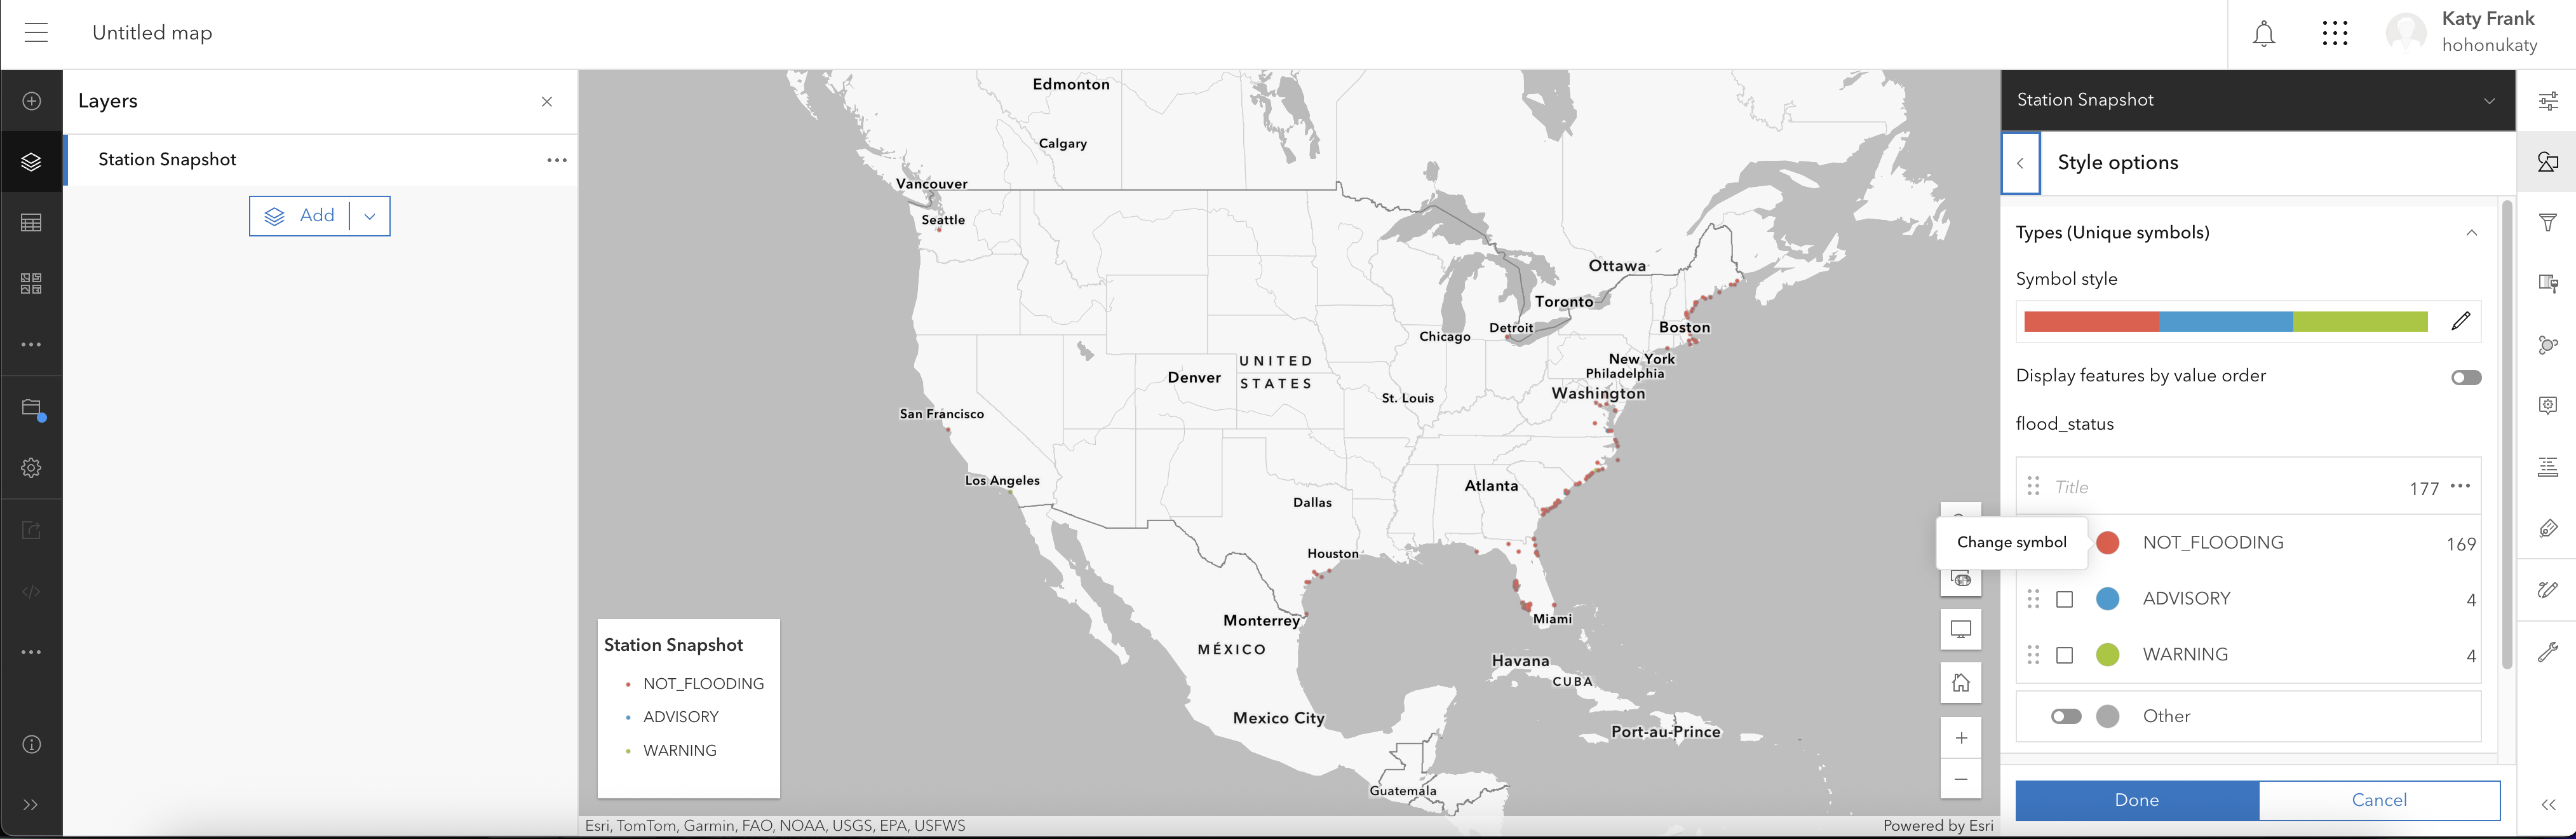 Untitled map
Katy Frank
hohonukaty
Layers
Station Snapshot
Add
Edmonton
Calgary
Vancouver
Seattle
Ottawa
Toronto
Boston
Detroit
Chicago
New York
Philadelphia
UNITED
STATES
Denver
Washington
St. Louis
San Francisco
Los Angeles
Atlanta
Dallas
Houston
Monterrey
Miami
MÉXICO
Havana
CUBA
Mexico City
Port-au-Prince
Guatemala
Station Snapshot
NOT_FLOODING
ADVISORY
WARNING
Esri, TomTom, Garmin, FAO, NOAA, USGS, EPA, USFWS
Powered by Esri
Station Snapshot
Style options
Types (Unique symbols)
Symbol style
Display features by value order
flood_status
Title 177
Change symbol
NOT_FLOODING 169
ADVISORY 4
WARNING 4
Other
Done
Cancel